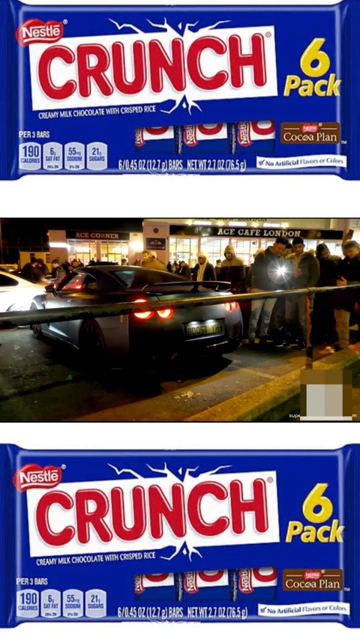 Nestlé
CRUNCH®
6
Pack
CREAMY MILK CHOCOLATE WITH CRISPED RICE
PER 3 BARS
190 CALORIES
6g SAT FAT
55mg SODIUM
21g SUGARS
Cocoa Plan
No Artificial Flavors or Colors
6/0.45 OZ (12.7 g) BARS NET WT 2.7 OZ (76.5 g)
ACE CORNER
ACE CAFE LONDON
Nestlé
CRUNCH®
6
Pack
CREAMY MILK CHOCOLATE WITH CRISPED RICE
PER 3 BARS
190 CALORIES
6g SAT FAT
55mg SODIUM
21g SUGARS
Cocoa Plan
No Artificial Flavors or Colors
6/0.45 OZ (12.7 g) BARS NET WT 2.7 OZ (76.5 g)